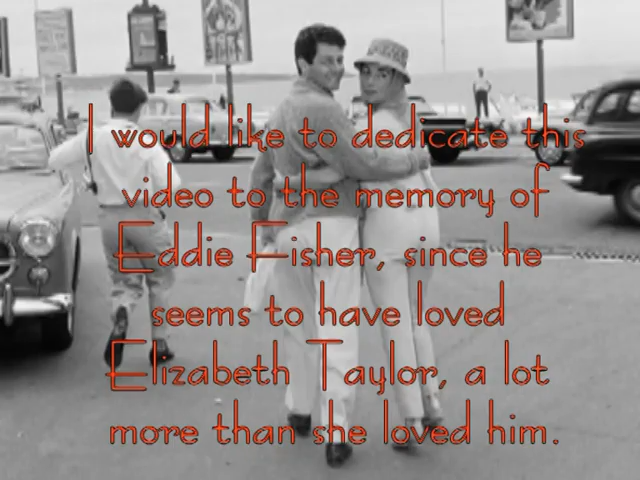 I would like to dedicate this
video to the memory of
Eddie Fisher, since he
seems to have loved
Elizabeth Taylor, a lot
more than she loved him.